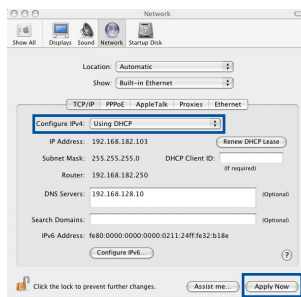 Network
Show All Displays Sound Network Startup Disk
Location: Automatic
Show: Built-in Ethernet
TCP/IP PPPoE AppleTalk Proxies Ethernet
Configure IPv4: Using DHCP
IP Address: 192.168.182.103 Renew DHCP Lease
Subnet Mask: 255.255.255.0 DHCP Client ID:
(If required)
Router: 192.168.182.250
DNS Servers: 192.168.128.10 (Optional)
Search Domains: (Optional)
IPv6 Address: fe80:0000:0000:0000:0211:24ff:fe32:b18e
Configure IPv6... ?
Click the lock to prevent further changes. Assist me... Apply Now